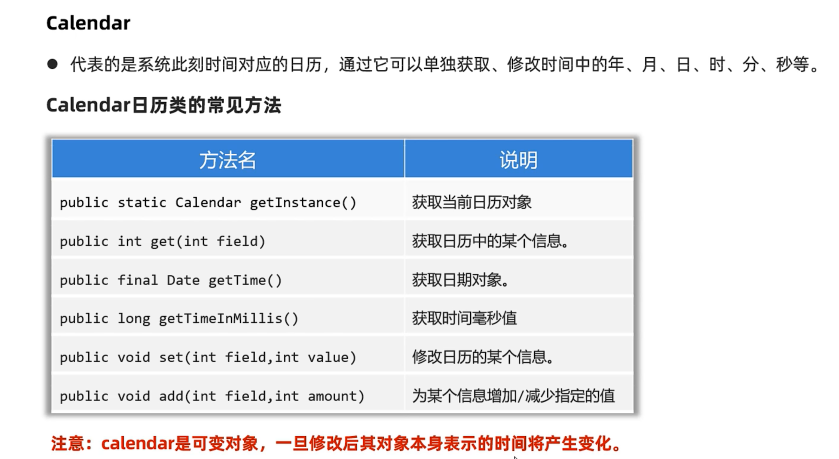 Calendar
● 代表的是系统此刻时间对应的日历，通过它可以单独获取、修改时间中的年、月、日、时、分、秒等。
Calendar日历类的常见方法
方法名 说明
public static Calendar getInstance() 获取当前日历对象
public int get(int field) 获取日历中的某个信息。
public final Date getTime() 获取日期对象。
public long getTimeInMillis() 获取时间毫秒值
public void set(int field,int value) 修改日历的某个信息。
public void add(int field,int amount) 为某个信息增加/减少指定的值
注意：calendar是可变对象，一旦修改后其对象本身表示的时间将产生变化。